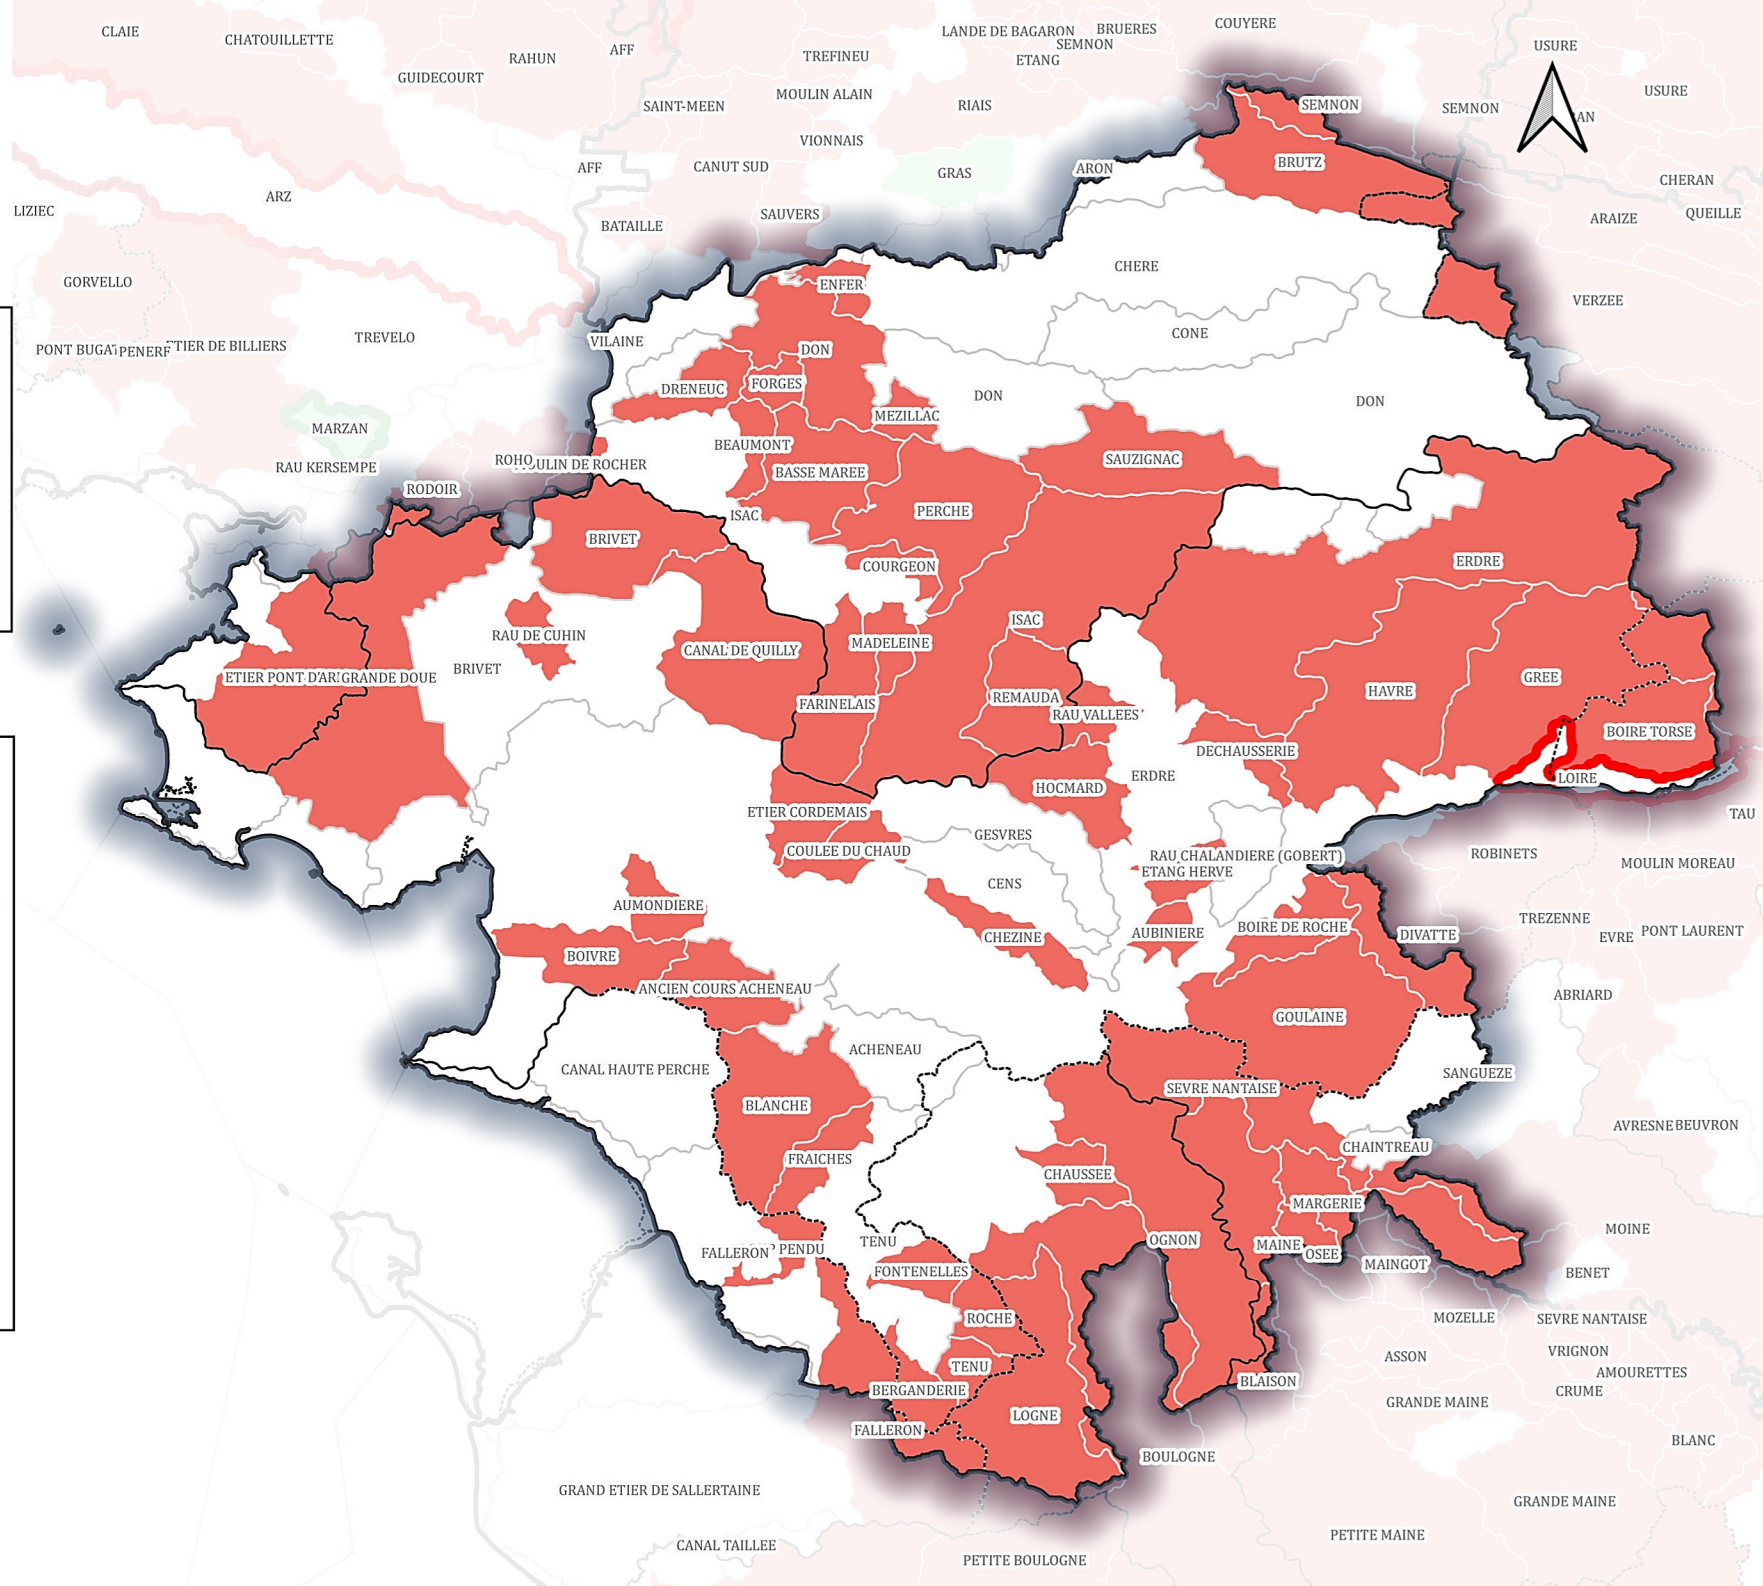 CLAIE
CHATOUILLETTE
GUIDECOURT
RAHUN
AFF
TREFINEU
LANDE DE BAGARON
BRUERES
SEMNON
ETANG
COUYERE
USURE
USURE
SAINT-MEEN
MOULIN ALAIN
RIAIS
SEMNON
SEMNON
VIONNAIS
AFF
CANUT SUD
GRAS
ARON
BRUTZ
CHERAN
ARZ
LIZIEC
BATAILLE
SAUVERS
ARAIZE
QUEILLE
GORVELLO
ENFER
CHERE
VERZEE
PENERF
ETIER DE BILLIERS
TREVELO
VILAINE
DON
CONE
DRENEUC
FORGES
DON
DON
MEZILLAC
MARZAN
BEAUMONT
RAU KERSEMPE
BASSE MAREE
SAUZIGNAC
RODOIR
ISAC
PERCHE
BRIVET
COURGEON
ERDRE
ISAC
RAU DE CUHIN
MADELEINE
CANAL DE QUILLY
BRIVET
GRANDE DOUE
GREE
HAVRE
FARINELAIS
REMAUDA
RAU VALLEES
BOIRE TORSE
DECHAUSSERIE
ERDRE
LOIRE
HOCMARD
ETIER CORDEMAIS
TAU
GESVRES
COULEE DU CHAUD
RAU CHALANDIERE (GOBERT)
ROBINETS
MOULIN MOREAU
ETANG HERVE
CENS
AUMONDIERE
TREZENNE
CHEZINE
AUBINIERE
BOIRE DE ROCHE
DIVATTE
EVRE
PONT LAURENT
BOIVRE
ANCIEN COURS ACHENEAU
ABRIARD
GOULAINE
ACHENEAU
CANAL HAUTE PERCHE
SANGUEZE
SEVRE NANTAISE
BLANCHE
AVRESNE
BEUVRON
CHAINTREAU
FRAICHES
CHAUSSEE
MARGERIE
MOINE
TENU
OGNON
MAINE
OSEE
FALLERON
PENDU
MAINGOT
FONTENELLES
BENET
ROCHE
MOZELLE
SEVRE NANTAISE
VRIGNON
ASSON
TENU
AMOURETTES
BLAISON
BERGANDERIE
CRUME
GRANDE MAINE
LOGNE
FALLERON
BLANC
BOULOGNE
GRAND ETIER DE SALLERTAINE
GRANDE MAINE
PETITE MAINE
CANAL TAILLEE
PETITE BOULOGNE